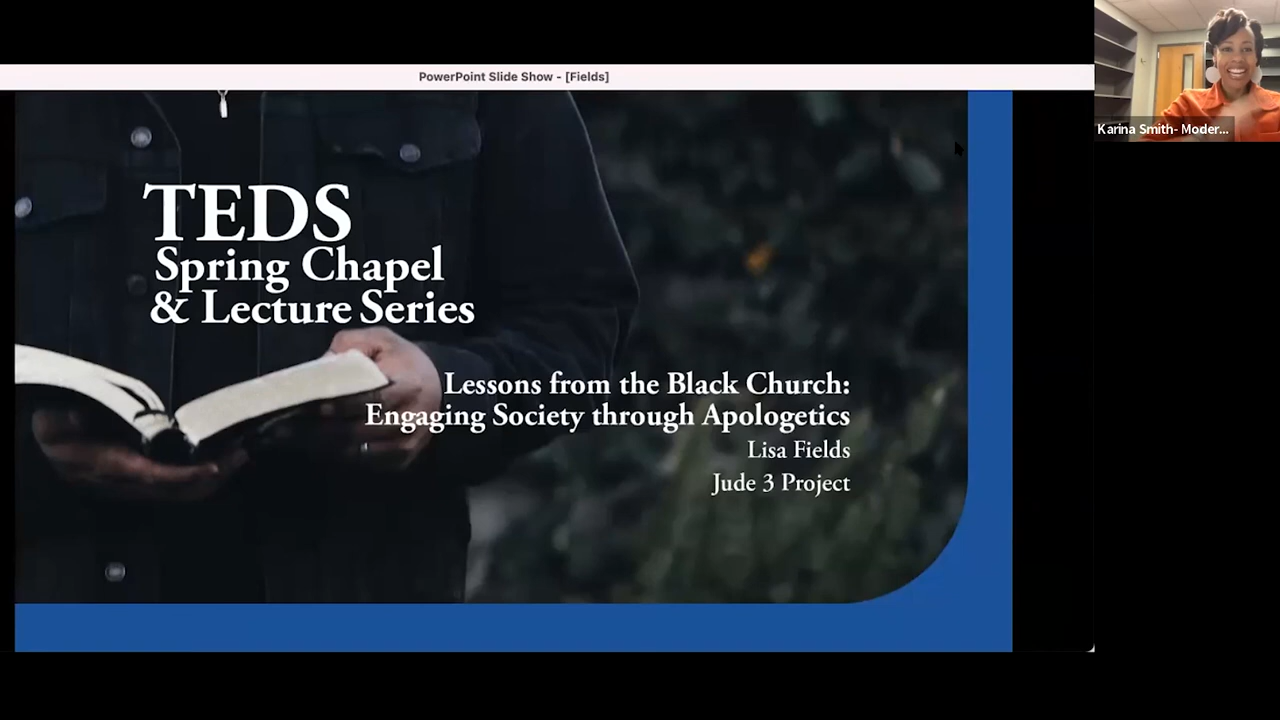 PowerPoint Slide Show - [Fields]
TEDS
Spring Chapel
& Lecture Series
Lessons from the Black Church:
Engaging Society through Apologetics
Lisa Fields
Jude 3 Project
Karina Smith- Moder...